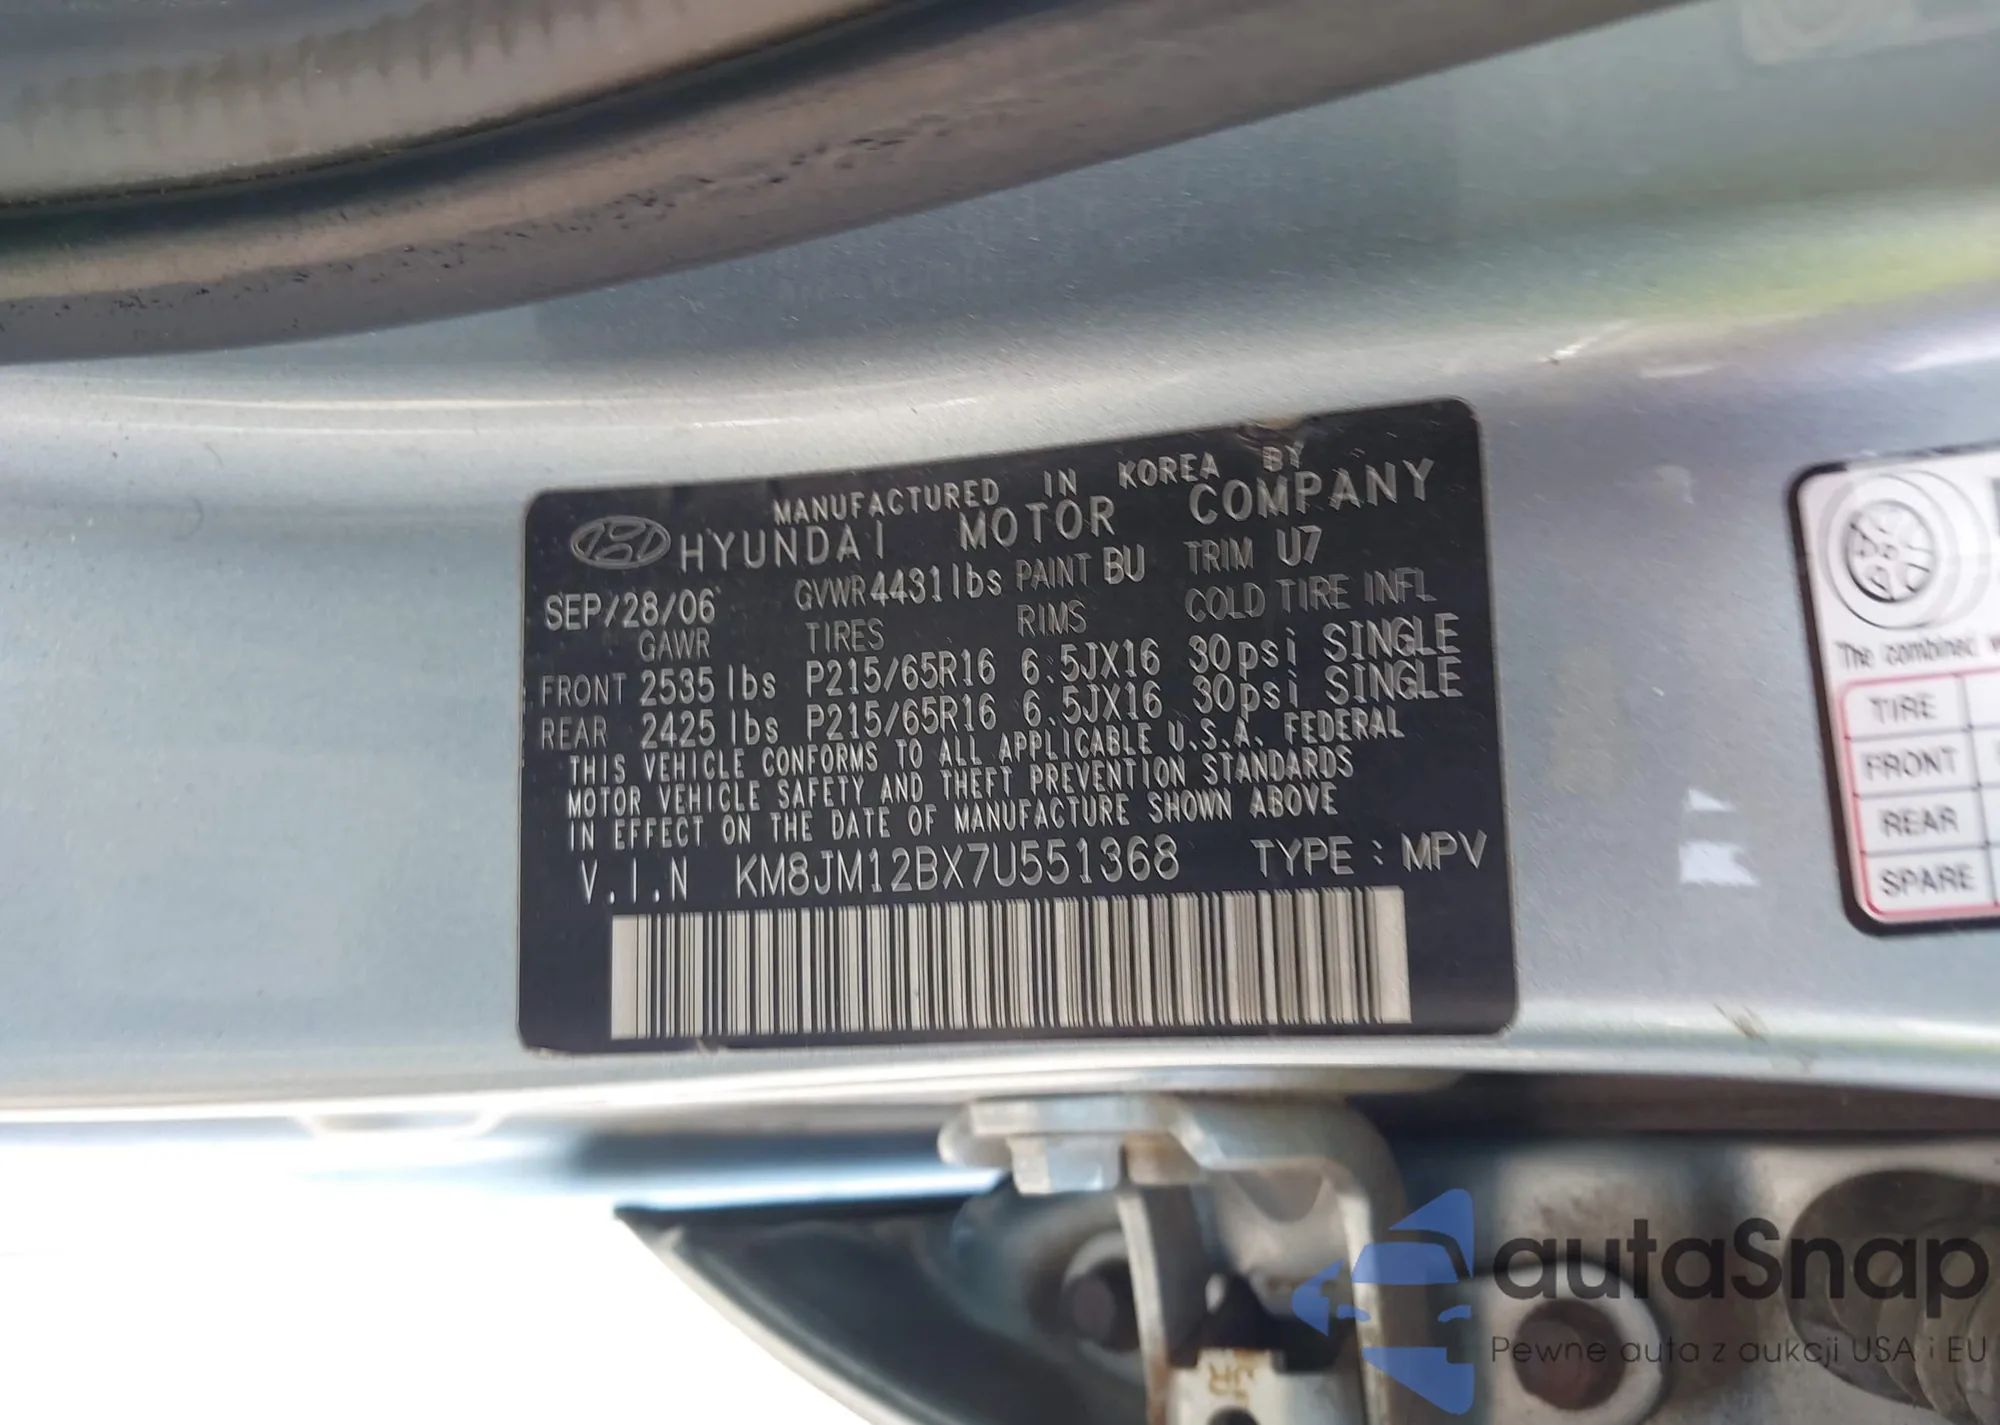 MANUFACTURED IN KOREA BY
HYUNDAI MOTOR COMPANY
SEP/28/06 GVWR 4431 lbs PAINT BU TRIM U7
GAWR TIRES RIMS COLD TIRE INFL
FRONT 2535 lbs P215/65R16 6.5JX16 30psi SINGLE
REAR 2425 lbs P215/65R16 6.5JX16 30psi SINGLE
THIS VEHICLE CONFORMS TO ALL APPLICABLE U.S.A. FEDERAL
MOTOR VEHICLE SAFETY AND THEFT PREVENTION STANDARDS
IN EFFECT ON THE DATE OF MANUFACTURE SHOWN ABOVE
V.I.N KM8JM12BX7U551368 TYPE : MPV
The combined
TIRE
FRONT
REAR
SPARE
autaSnap
Pewne auta z aukcji USA i EU